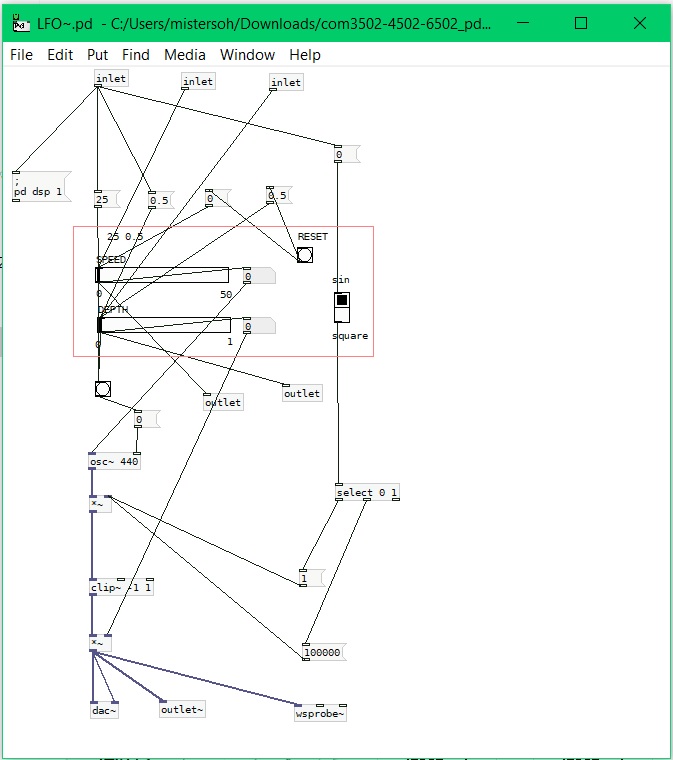 LFO~.pd - C:/Users/mistersoh/Downloads/com3502-4502-6502_pd...
File Edit Put Find Media Window Help
inlet inlet inlet
0
;
pd dsp 1
25 0.5 0 0.5
25 0.5 RESET
SPEED
0
0 50
sin
DEPTH
0
0 1
square
outlet outlet
0
osc~ 440
select 0 1
*~
1
clip~ -1 1
*~
100000
dac~ outlet~ wsprobe~